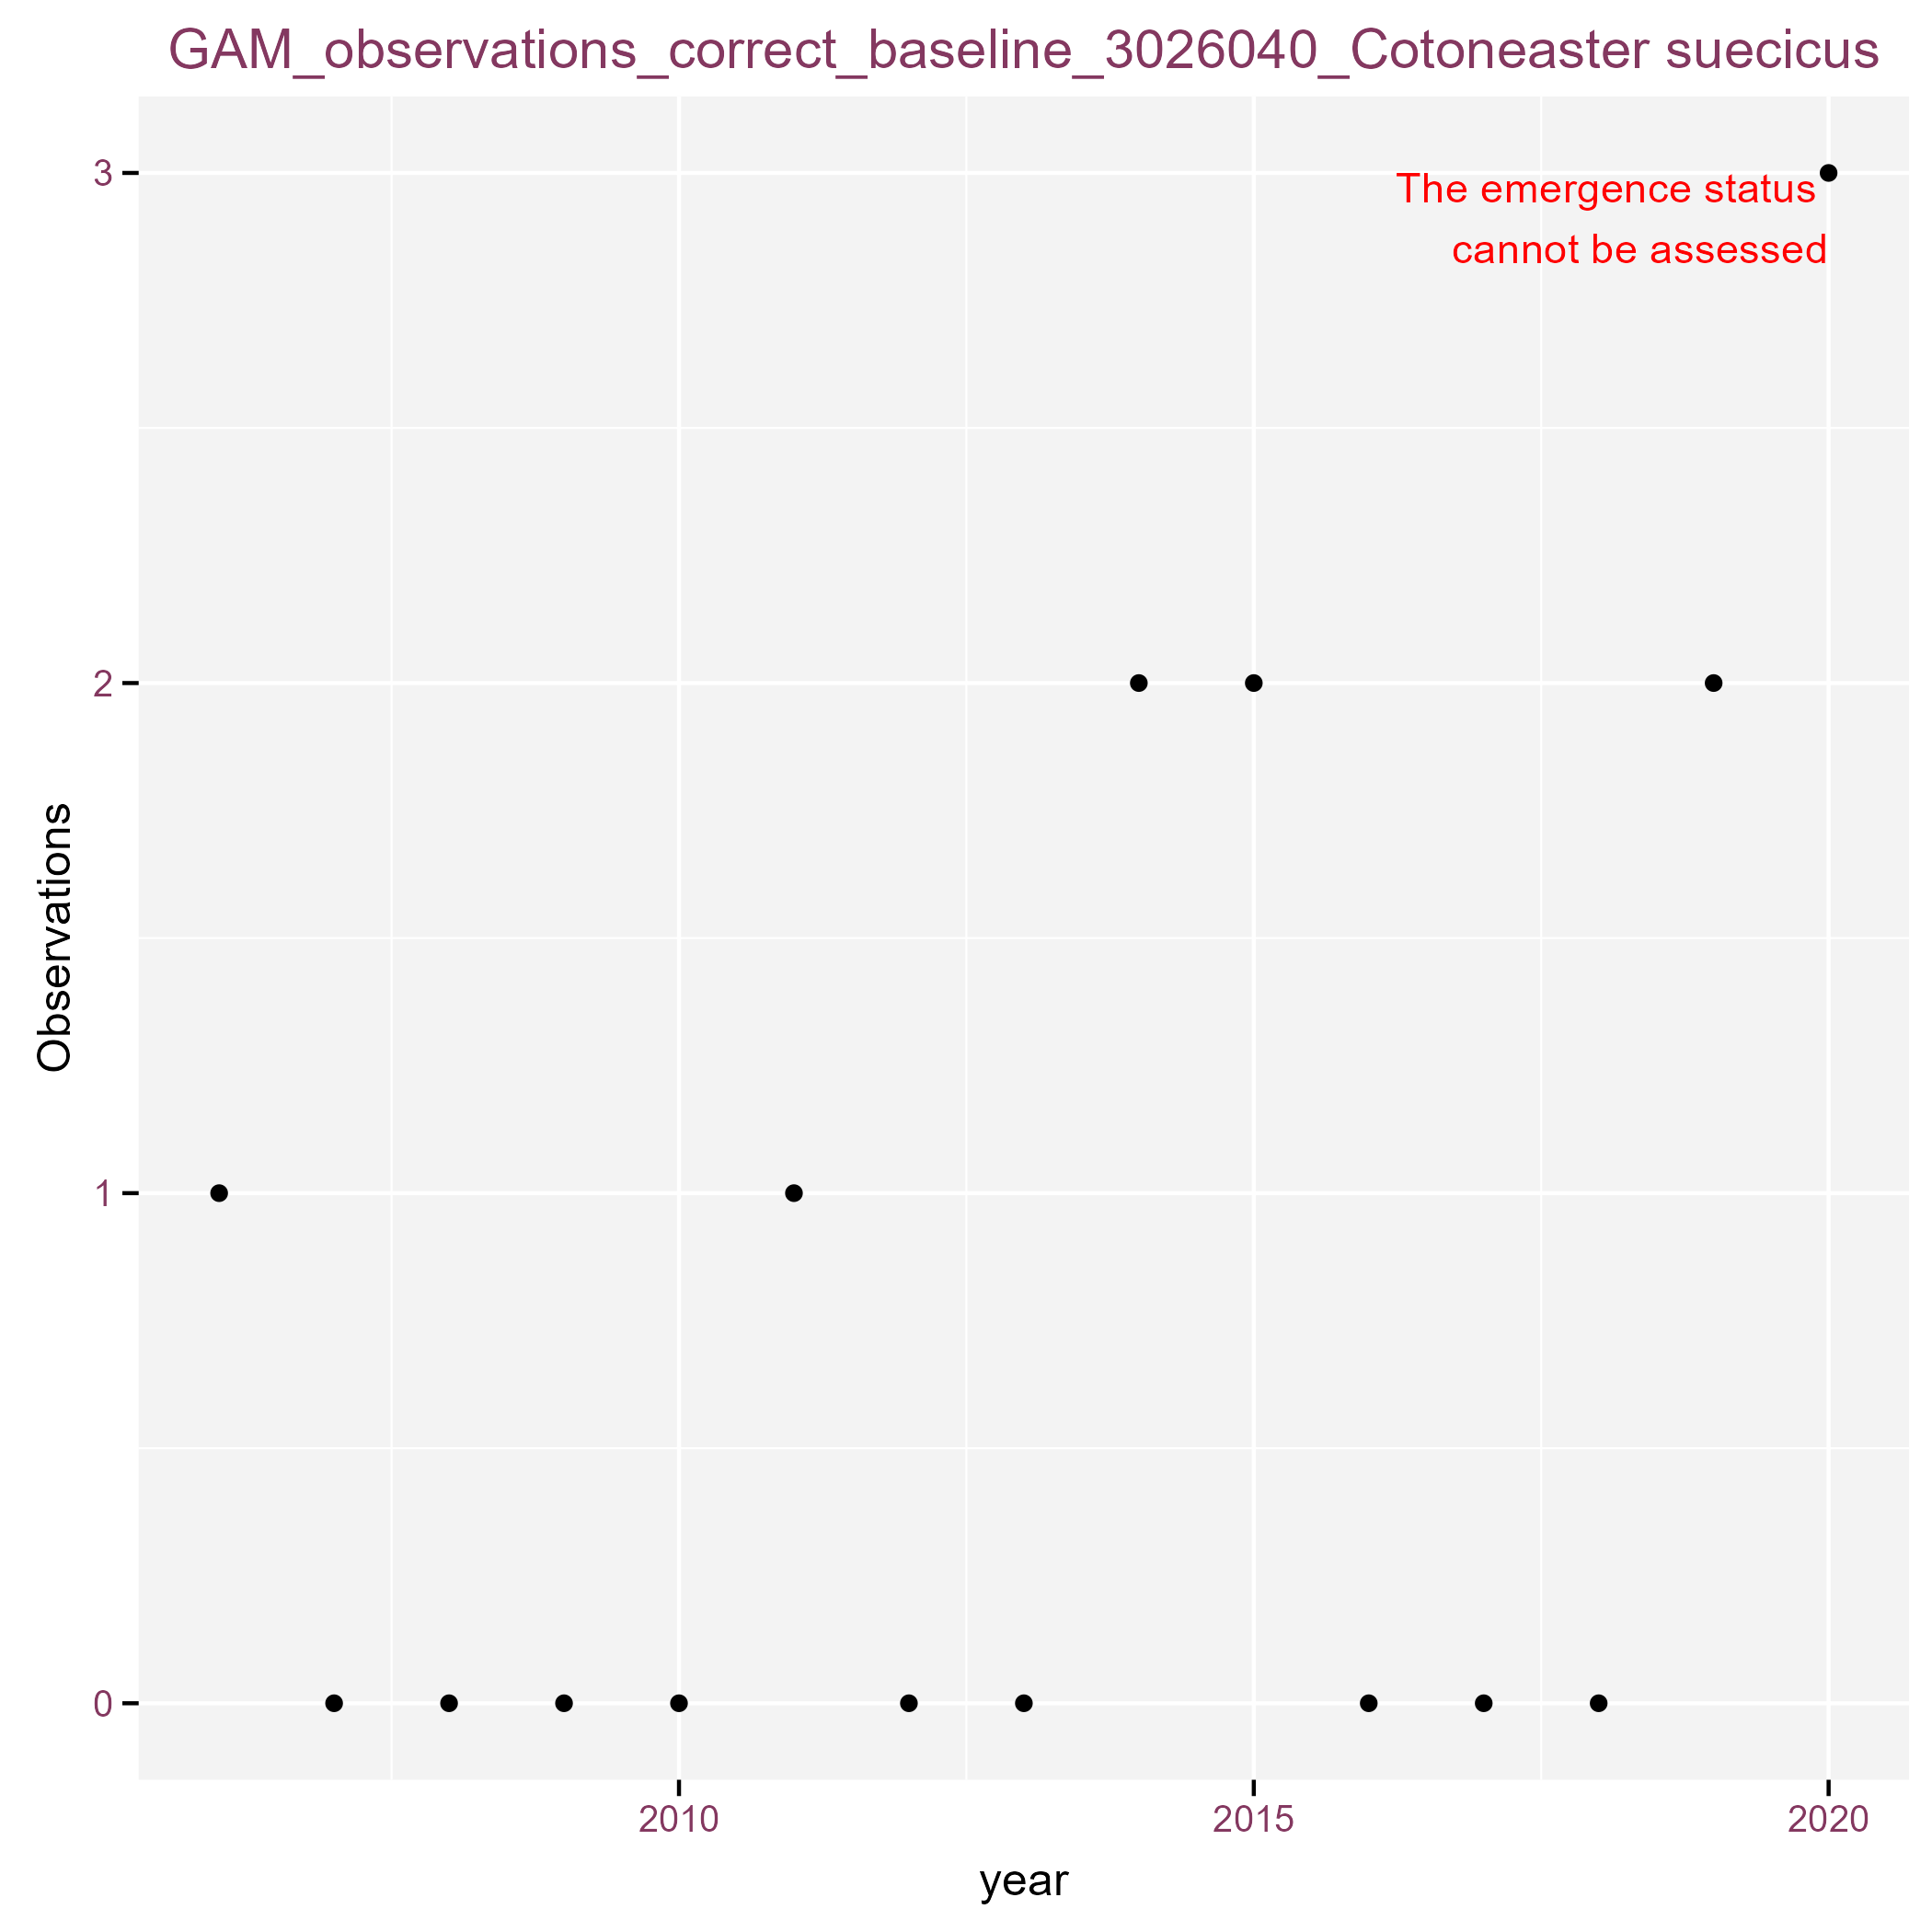 GAM_observations_correct_baseline_3026040_Cotoneaster suecicus
3
The emergence status
cannot be assessed
2
Observations
1
0
2010
2015
2020
year